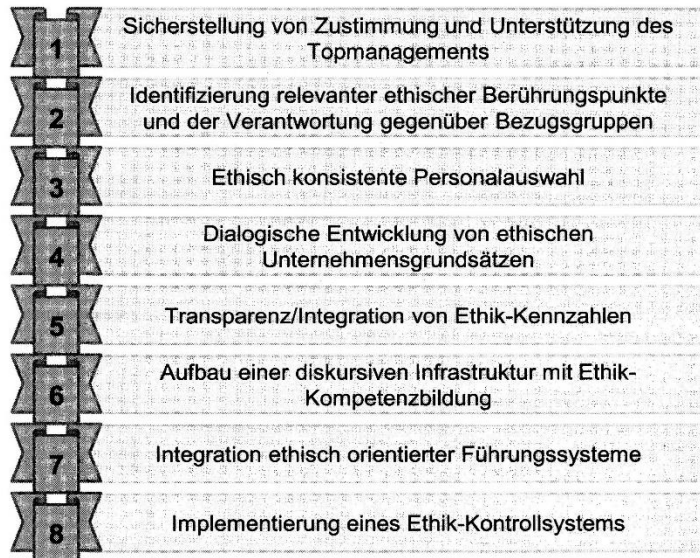 1
Sicherstellung von Zustimmung und Unterstützung des
Topmanagements
2
Identifizierung relevanter ethischer Berührungspunkte
und der Verantwortung gegenüber Bezugsgruppen
3
Ethisch konsistente Personalauswahl
4
Dialogische Entwicklung von ethischen
Unternehmensgrundsätzen
5
Transparenz/Integration von Ethik-Kennzahlen
6
Aufbau einer diskursiven Infrastruktur mit Ethik-
Kompetenzbildung
7
Integration ethisch orientierter Führungssysteme
8
Implementierung eines Ethik-Kontrollsystems